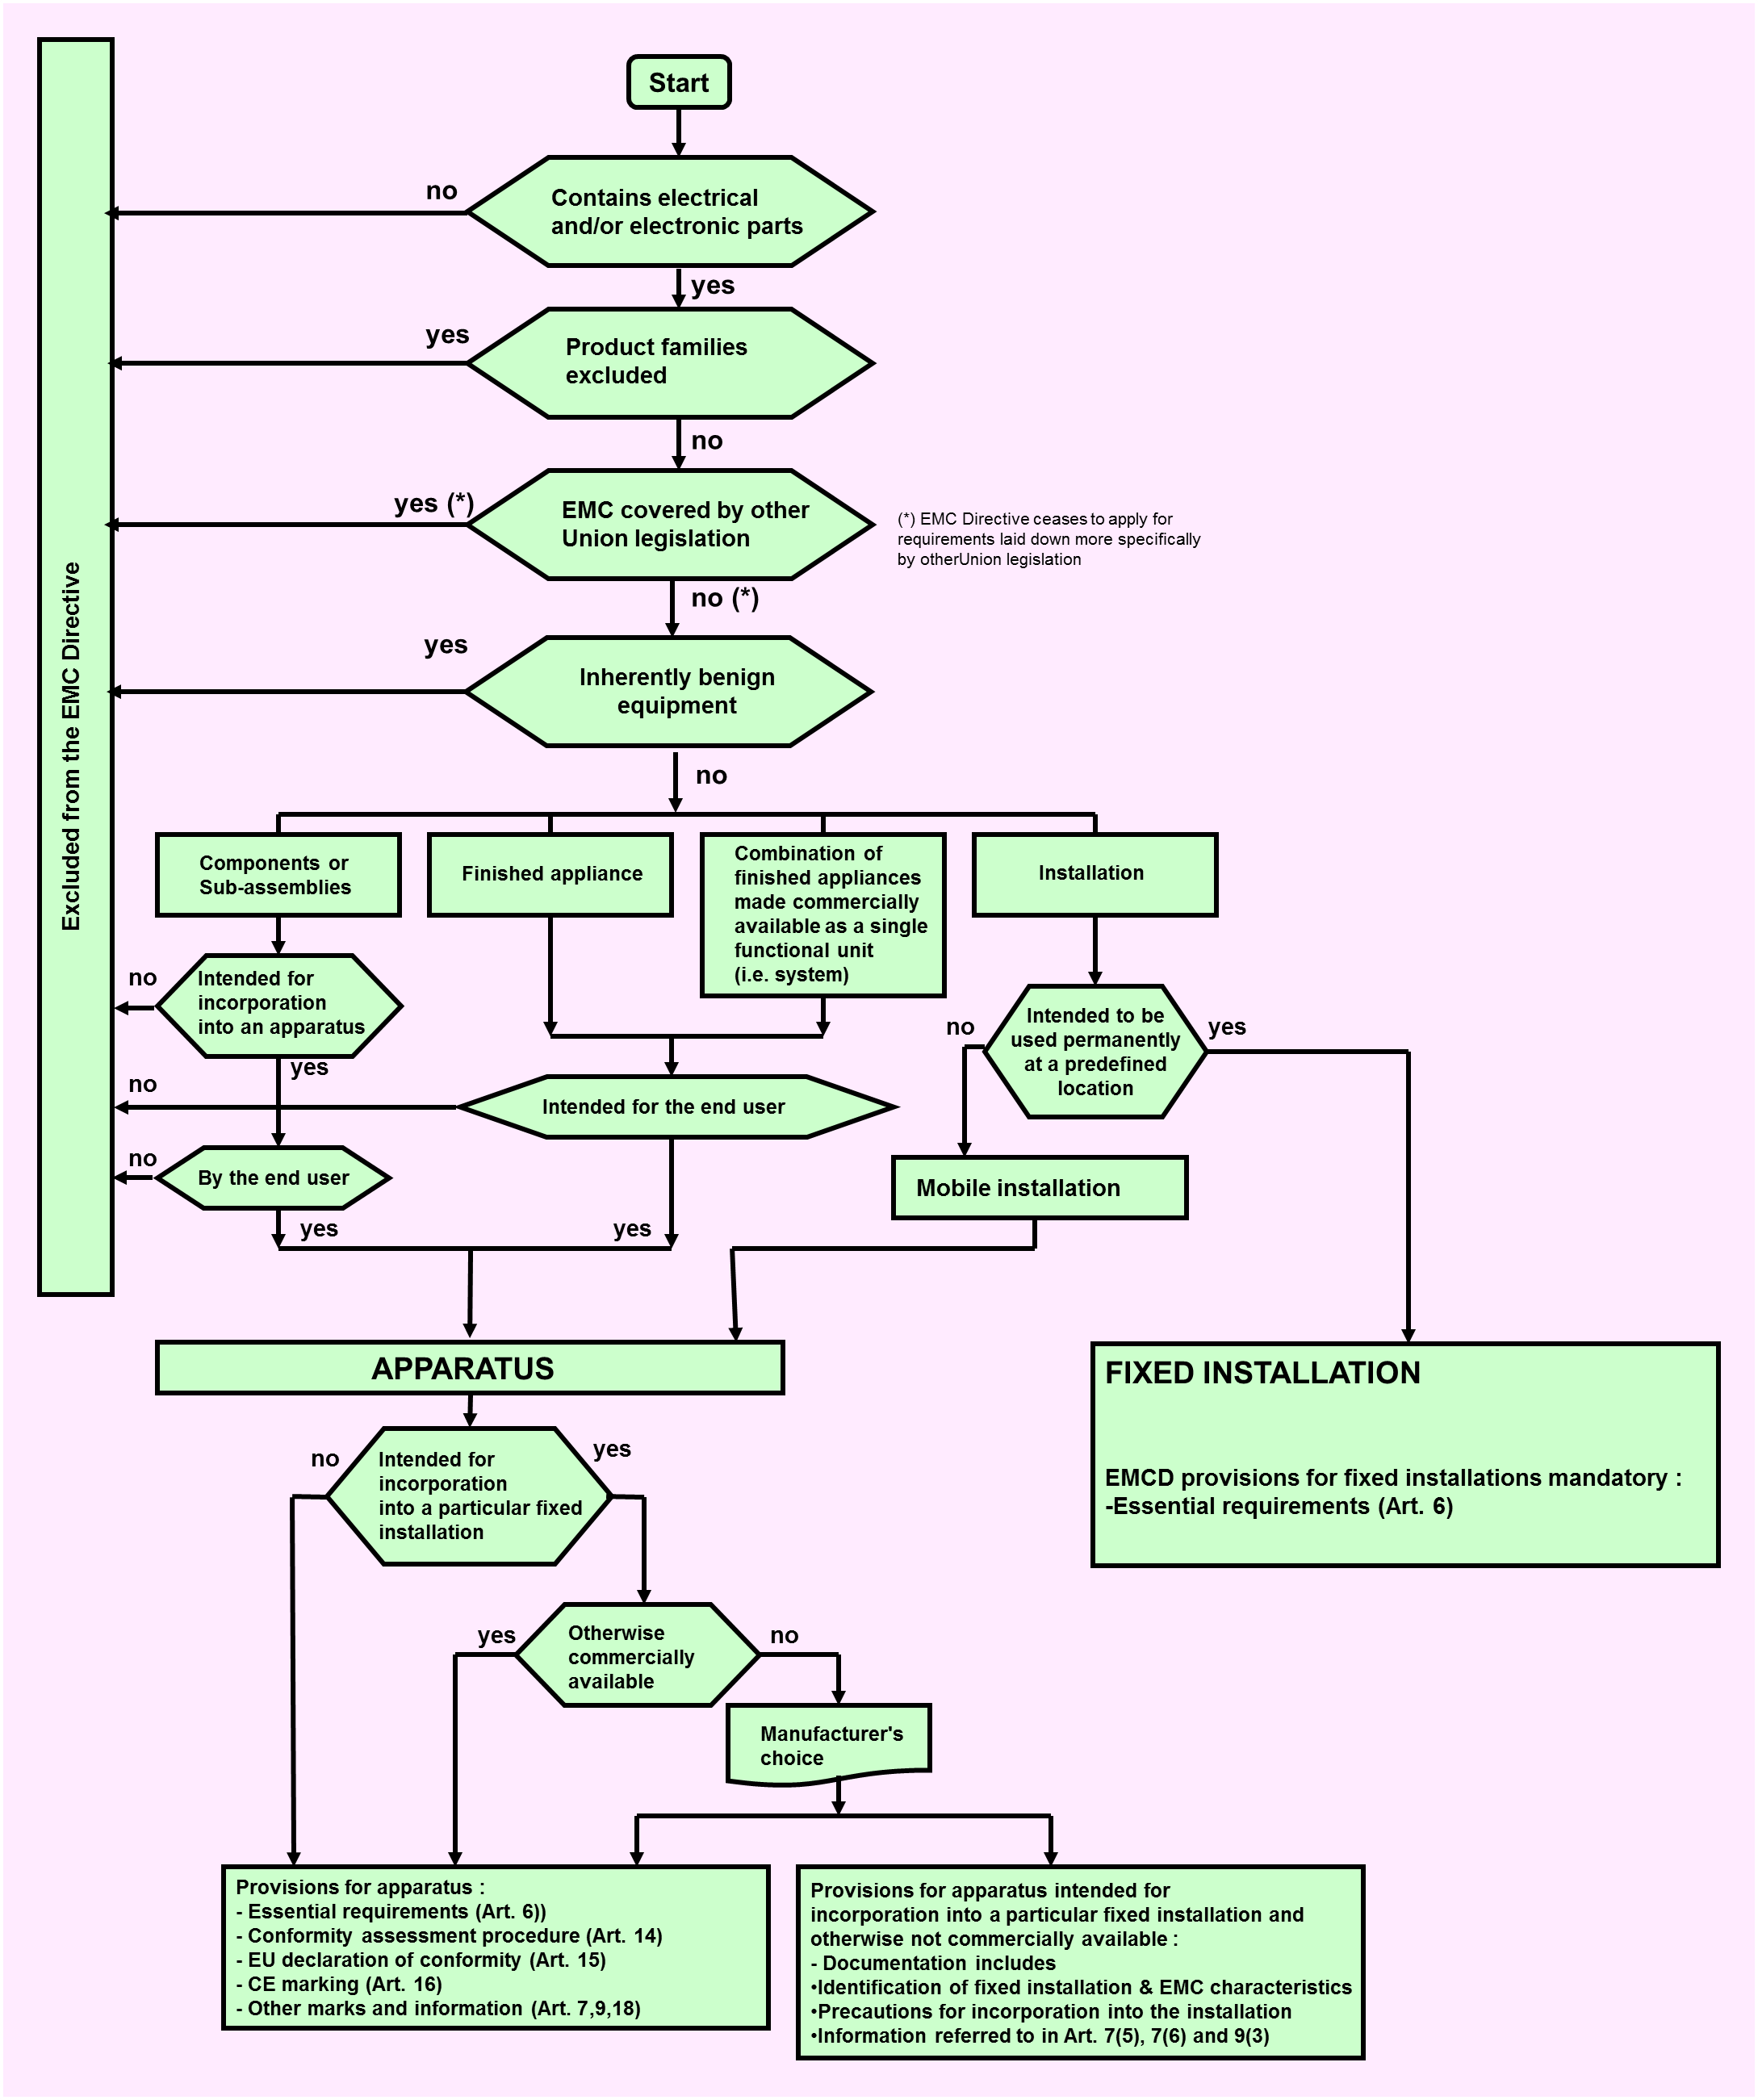 Start
no
Contains electrical
and/or electronic parts
yes
yes
Product families
excluded
no
yes (*)
EMC covered by other
Union legislation
(*) EMC Directive ceases to apply for
requirements laid down more specifically
by otherUnion legislation
no (*)
yes
Inherently benign
equipment
no
Excluded from the EMC Directive
Components or
Sub-assemblies
Finished appliance
Combination of
finished appliances
made commercially
available as a single
functional unit
(i.e. system)
Installation
no
Intended for
incorporation
into an apparatus
yes
no
Intended to be
used permanently
at a predefined
location
yes
no
Intended for the end user
no
By the end user
yes
yes
Mobile installation
APPARATUS
FIXED INSTALLATION
EMCD provisions for fixed installations mandatory :
-Essential requirements (Art. 6)
no
Intended for
incorporation
into a particular fixed
installation
yes
yes
Otherwise
commercially
available
no
Manufacturer's
choice
Provisions for apparatus :
- Essential requirements (Art. 6))
- Conformity assessment procedure (Art. 14)
- EU declaration of conformity (Art. 15)
- CE marking (Art. 16)
- Other marks and information (Art. 7,9,18)
Provisions for apparatus intended for
incorporation into a particular fixed installation and
otherwise not commercially available :
- Documentation includes
•Identification of fixed installation & EMC characteristics
•Precautions for incorporation into the installation
•Information referred to in Art. 7(5), 7(6) and 9(3)